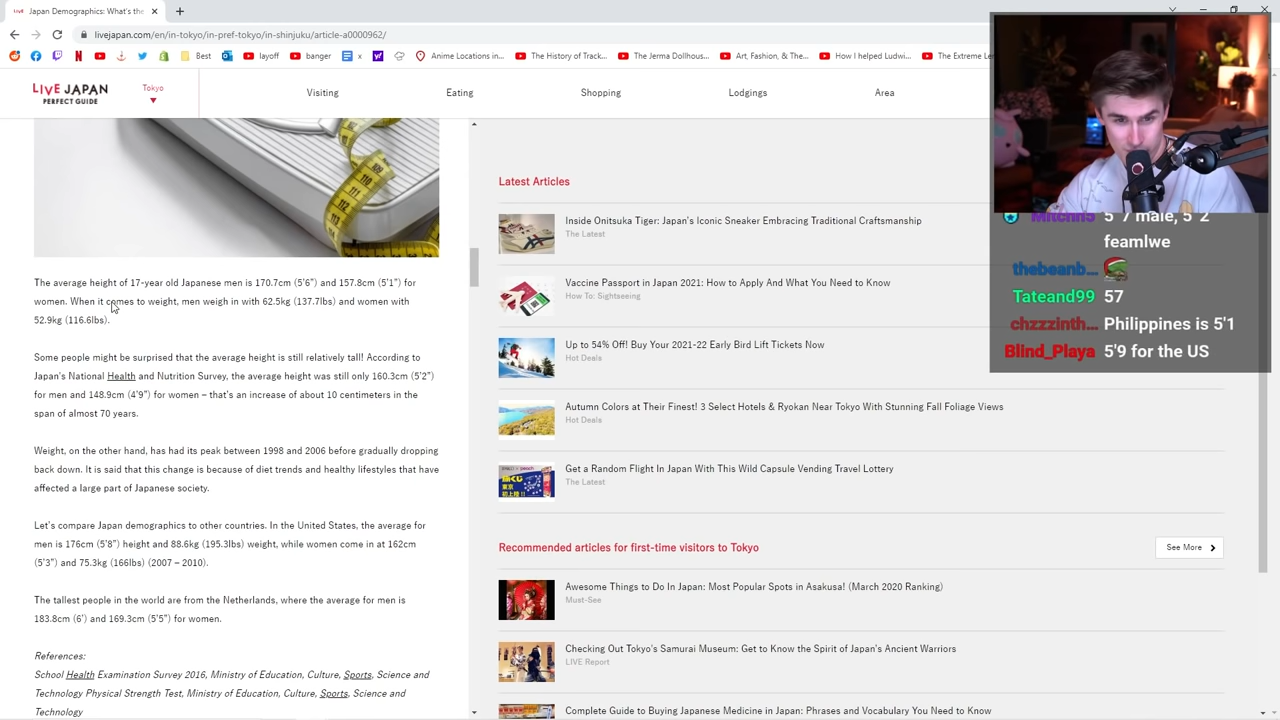 Japan Demographics: What's the
livejapan.com/en/in-tokyo/in-pref-tokyo/in-shinjuku/article-a0000962/
Best
layoff
banger
x
Anime Locations in...
The History of Track...
The Jerma Dollhous...
Art, Fashion, & The...
How I helped Ludwi...
The Extreme Le
LIVE JAPAN
PERFECT GUIDE
Tokyo
Visiting
Eating
Shopping
Lodgings
Area
110
111
112
113
The average height of 17-year old Japanese men is 170.7cm (5'6") and 157.8cm (5'1") for
women. When it comes to weight, men weigh in with 62.5kg (137.7lbs) and women with
52.9kg (116.6lbs).
Some people might be surprised that the average height is still relatively tall! According to
Japan's National Health and Nutrition Survey, the average height was still only 160.3cm (5'2")
for men and 148.9cm (4'9") for women – that's an increase of about 10 centimeters in the
span of almost 70 years.
Weight, on the other hand, has had its peak between 1998 and 2006 before gradually dropping
back down. It is said that this change is because of diet trends and healthy lifestyles that have
affected a large part of Japanese society.
Let's compare Japan demographics to other countries. In the United States, the average for
men is 176cm (5'8") height and 88.6kg (195.3lbs) weight, while women come in at 162cm
(5'3") and 75.3kg (166lbs) (2007 – 2010).
The tallest people in the world are from the Netherlands, where the average for men is
183.8cm (6') and 169.3cm (5'5") for women.
References:
School Health Examination Survey 2016, Ministry of Education, Culture, Sports, Science and
Technology Physical Strength Test, Ministry of Education, Culture, Sports, Science and
Technology
Latest Articles
Inside Onitsuka Tiger: Japan's Iconic Sneaker Embracing Traditional Craftsmanship
The Latest
Vaccine Passport in Japan 2021: How to Apply And What You Need to Know
How To: Sightseeing
Up to 54% Off! Buy Your 2021-22 Early Bird Lift Tickets Now
Hot Deals
Autumn Colors at Their Finest! 3 Select Hotels & Ryokan Near Tokyo With Stunning Fall Foliage Views
Hot Deals
Get a Random Flight In Japan With This Wild Capsule Vending Travel Lottery
The Latest
Recommended articles for first-time visitors to Tokyo
See More
Awesome Things to Do In Japan: Most Popular Spots in Asakusa! (March 2020 Ranking)
Must-See
Checking Out Tokyo's Samurai Museum: Get to Know the Spirit of Japan's Ancient Warriors
LIVE Report
Complete Guide to Buying Japanese Medicine in Japan: Phrases and Vocabulary You Need to Know
5 '7 male, 5 '2
feamlwe
thebeanb...
Tateand99 57
chzzzinth... Philippines is 5'1
Blind_Playa 5'9 for the US